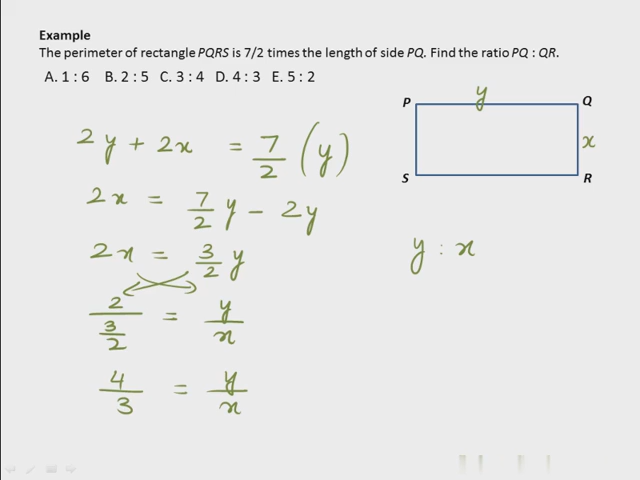 Example
The perimeter of rectangle PQRS is 7/2 times the length of side PQ. Find the ratio PQ : QR.
A. 1 : 6 B. 2 : 5 C. 3 : 4 D. 4 : 3 E. 5 : 2
P y Q
x
S R
2y + 2x = 7/2 (y)
2x = 7/2 y - 2y
2x = 3/2 y
y : x
2/(3/2) = y/x
4/3 = y/x